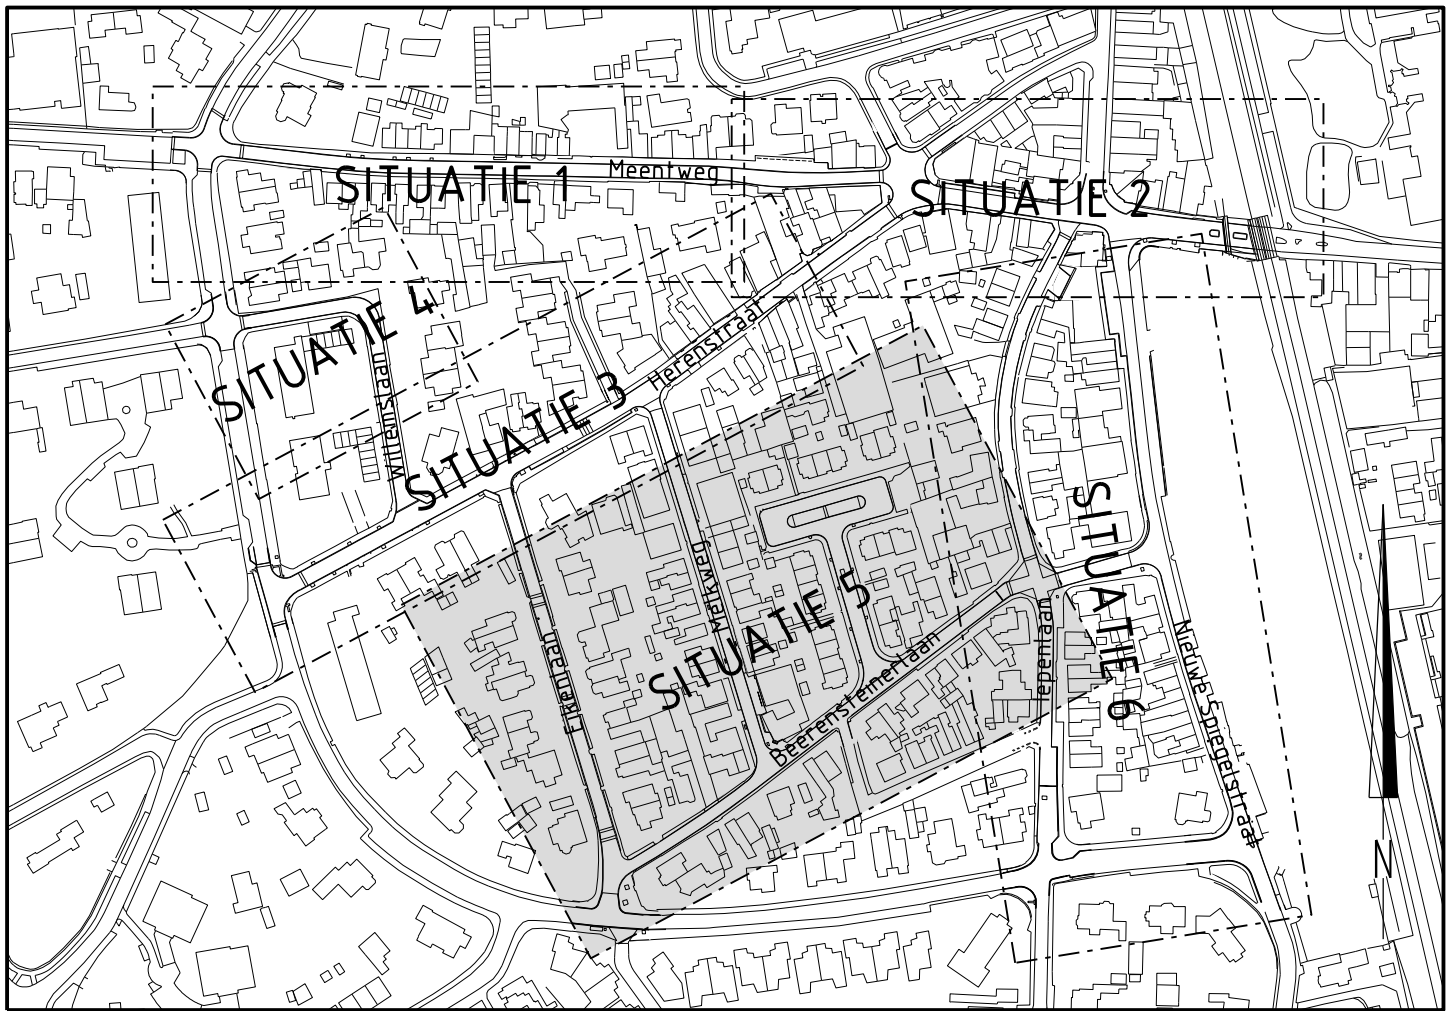 SITUATIE 1
Meentweg
SITUATIE 2
SITUATIE 4
Willemslaan
Herenstraat
SITUATIE 3
SITUATIE 5
Melkweg
Eikenlaan
Beerensteinerlaan
Iepenlaan
SITUATIE 6
Nieuwe Spiegelstraat
N